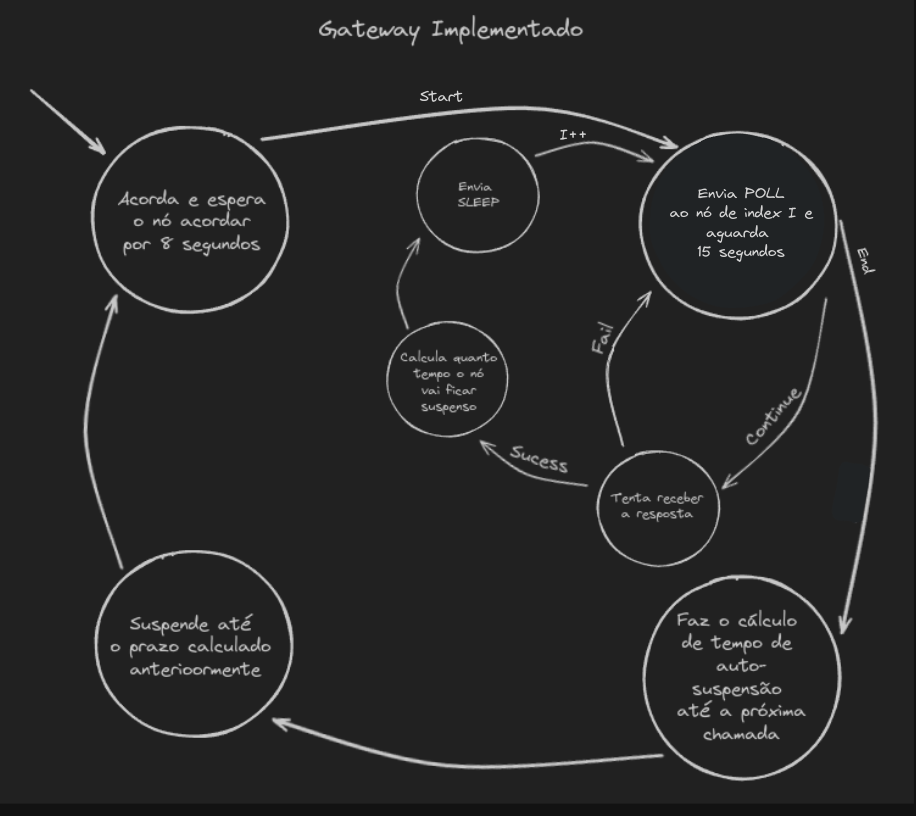 Gateway Implementado
Start
I++
Acorda e espera
o nó acordar
por 8 segundos
Envia
SLEEP
Envia POLL
ao nó de index I e
aguarda
15 segundos
End
Fail
Calcula quanto
tempo o nó
vai ficar
suspenso
Continue
Sucess
Tenta receber
a resposta
Suspende até
o prazo calculado
anterioormente
Faz o cálculo
de tempo de
auto-
suspensão
até a próxima
chamada